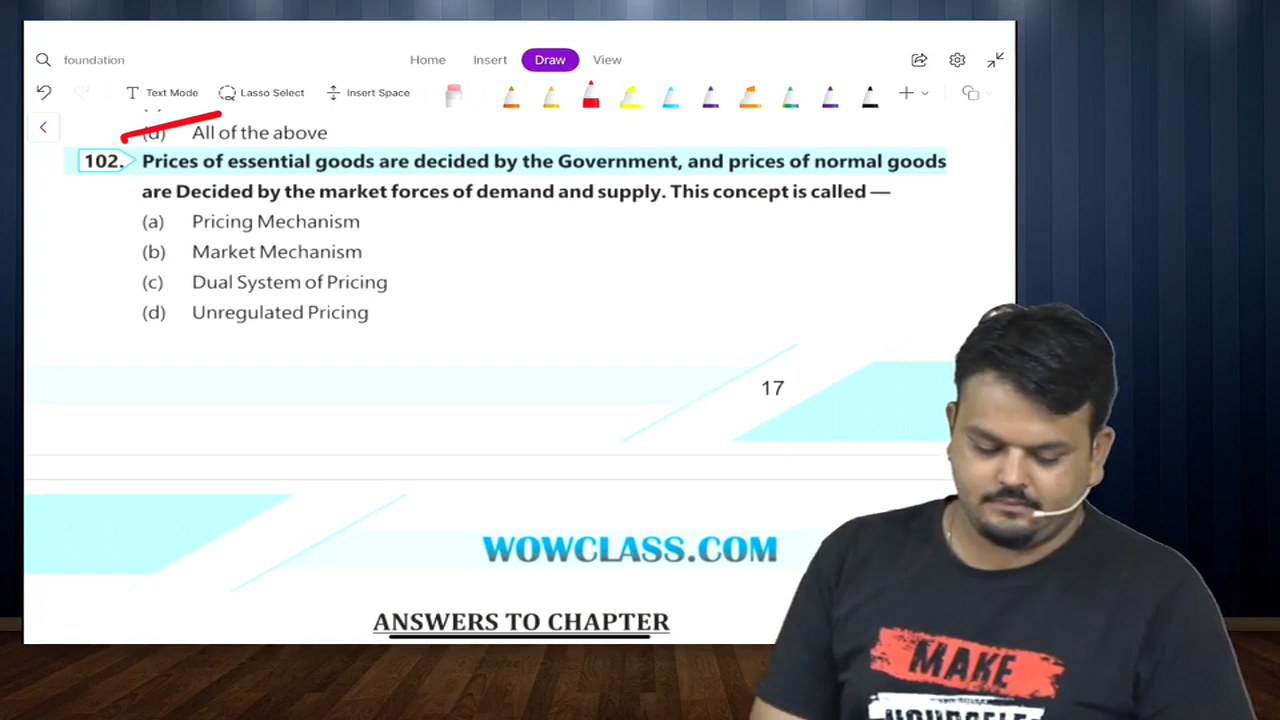 foundation
Home Insert Draw View
Text Mode Lasso Select Insert Space
(d) All of the above
102. Prices of essential goods are decided by the Government, and prices of normal goods
are Decided by the market forces of demand and supply. This concept is called —
(a) Pricing Mechanism
(b) Market Mechanism
(c) Dual System of Pricing
(d) Unregulated Pricing
17
WOWCLASS.COM
ANSWERS TO CHAPTER
MAKE
YOURSELF